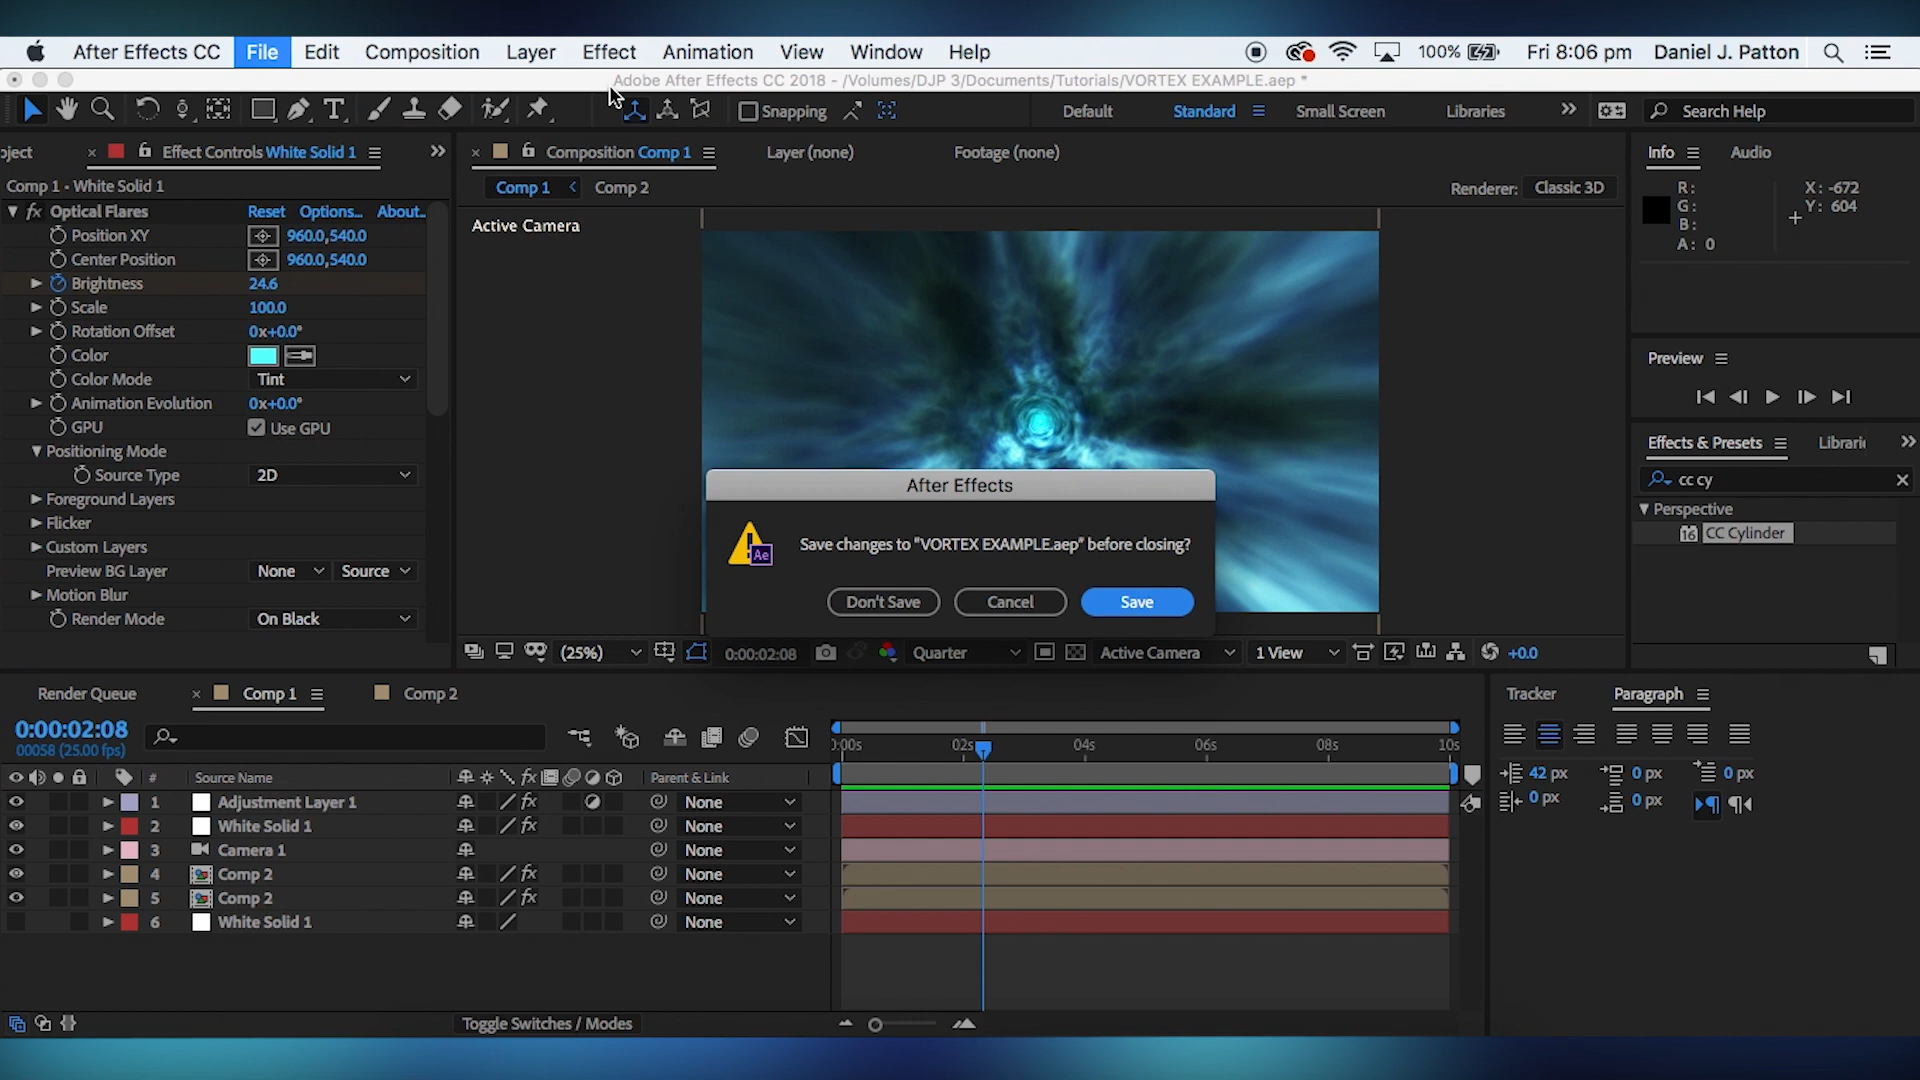 After Effects CC File Edit Composition Layer Effect Animation View Window Help 100% Fri 8:06 pm Daniel J. Patton
Adobe After Effects CC 2018 - /Volumes/DJP 3/Documents/Tutorials/VORTEX EXAMPLE.aep *
Snapping Default Standard Small Screen Libraries Search Help
oject Effect Controls White Solid 1
Composition Comp 1 Layer (none) Footage (none)
Info Audio
Comp 1 • White Solid 1
Comp 1 Comp 2 Renderer: Classic 3D
R: X: -672
G: Y: 604
B:
A: 0
Active Camera
Optical Flares Reset Options... About...
Position XY 960.0,540.0
Center Position 960.0,540.0
Brightness 24.6
Scale 100.0
Rotation Offset 0x+0.0°
Color
Color Mode Tint
Animation Evolution 0x+0.0°
GPU Use GPU
Positioning Mode
Source Type 2D
Foreground Layers
Flicker
Custom Layers
Preview BG Layer None Source
Motion Blur
Render Mode On Black
Preview
Effects & Presets Librari
cc cy
Perspective
16 CC Cylinder
After Effects
Save changes to "VORTEX EXAMPLE.aep" before closing?
Ae
Don't Save Cancel Save
(25%) 0:00:02:08 Quarter Active Camera 1 View +0.0
Render Queue Comp 1 Comp 2
0:00:02:08
00058 (25.00 fps)
0:00s 02s 04s 06s 08s 10s
# Source Name fx Parent & Link
1 Adjustment Layer 1 fx None
2 White Solid 1 fx None
3 Camera 1 None
4 Comp 2 fx None
5 Comp 2 fx None
6 White Solid 1 None
Toggle Switches / Modes
Tracker Paragraph
42 px 0 px 0 px
0 px 0 px